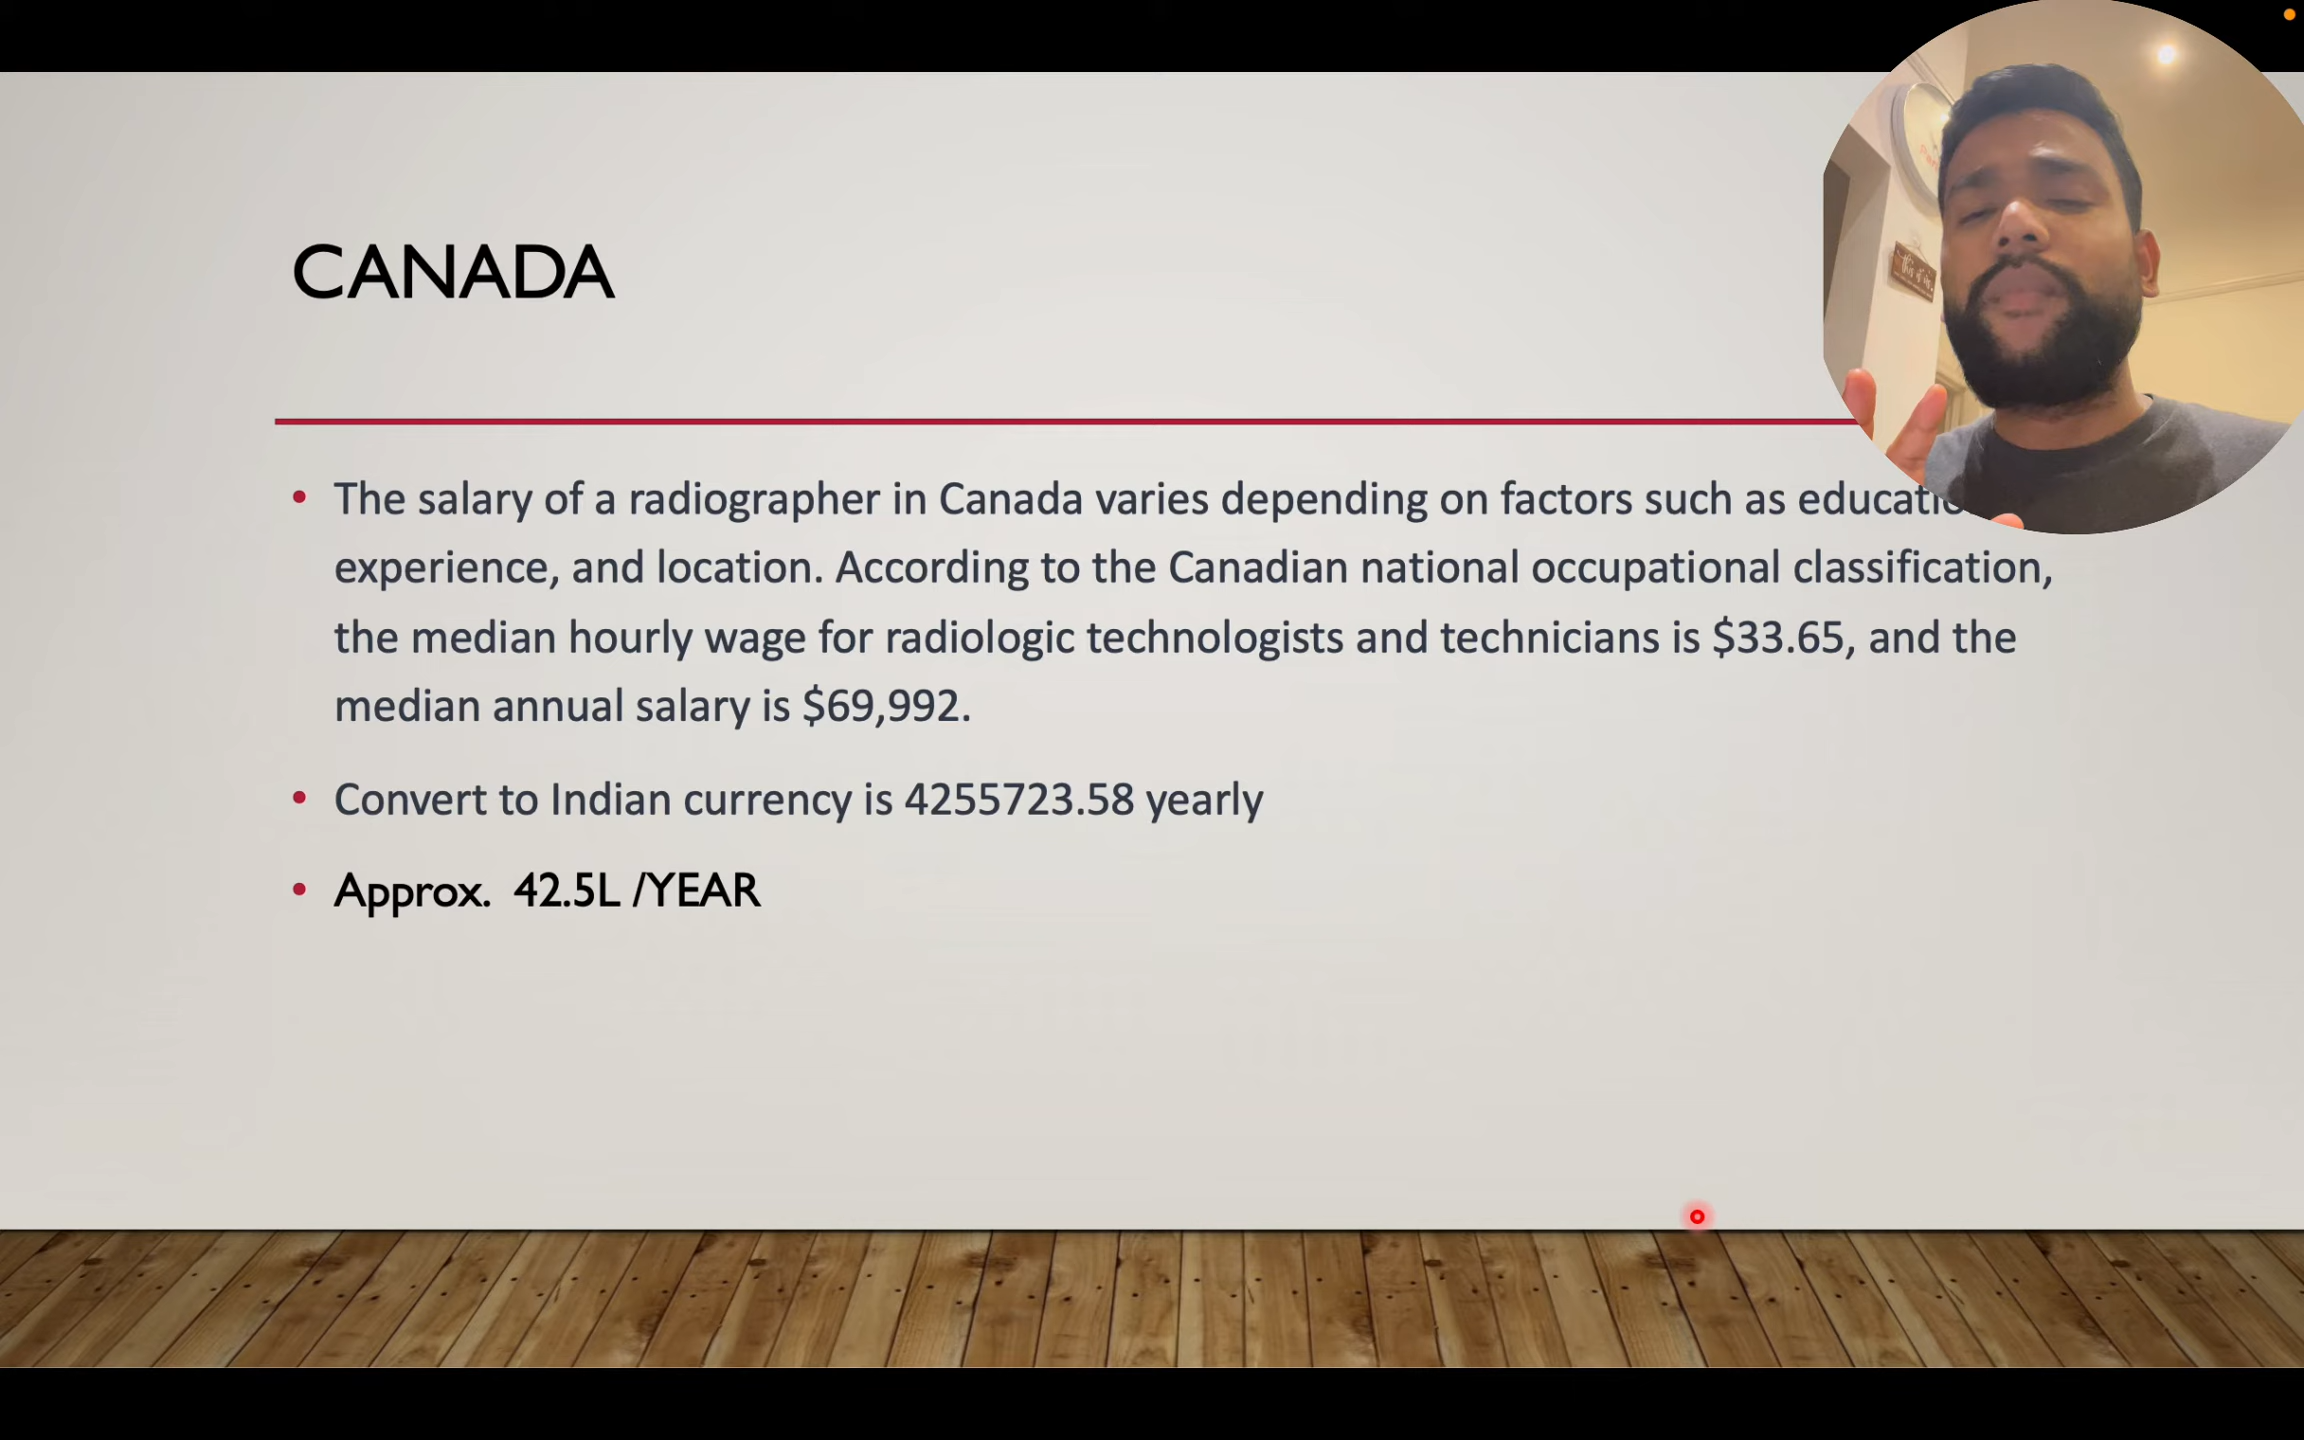 CANADA
• The salary of a radiographer in Canada varies depending on factors such as
experience, and location. According to the Canadian national occupational classification,
the median hourly wage for radiologic technologists and technicians is $33.65, and the
median annual salary is $69,992.
• Convert to Indian currency is 4255723.58 yearly
• Approx. 42.5L /YEAR